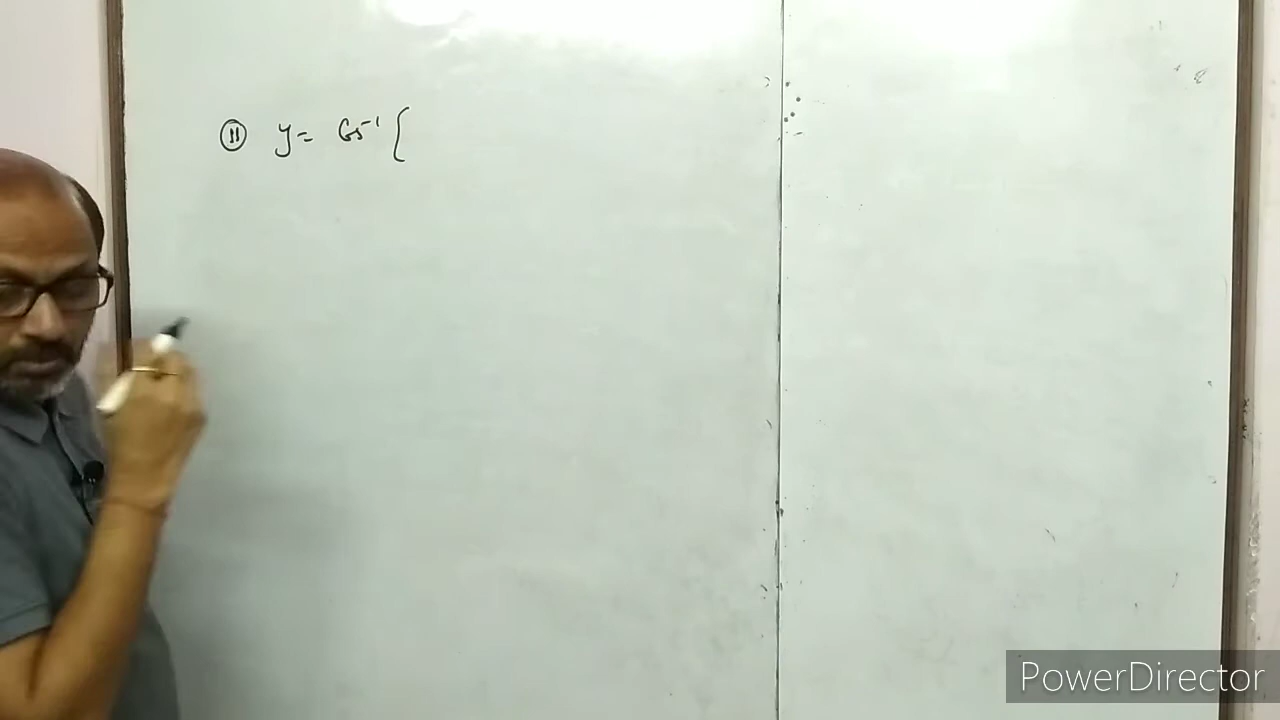 ⑪ y = Cos⁻¹ {
PowerDirector